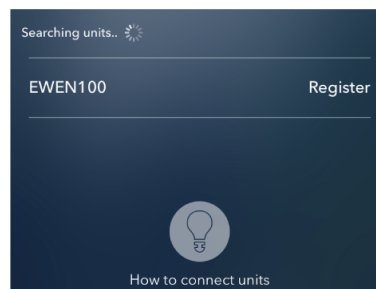 Searching units..
EWEN100 Register
How to connect units